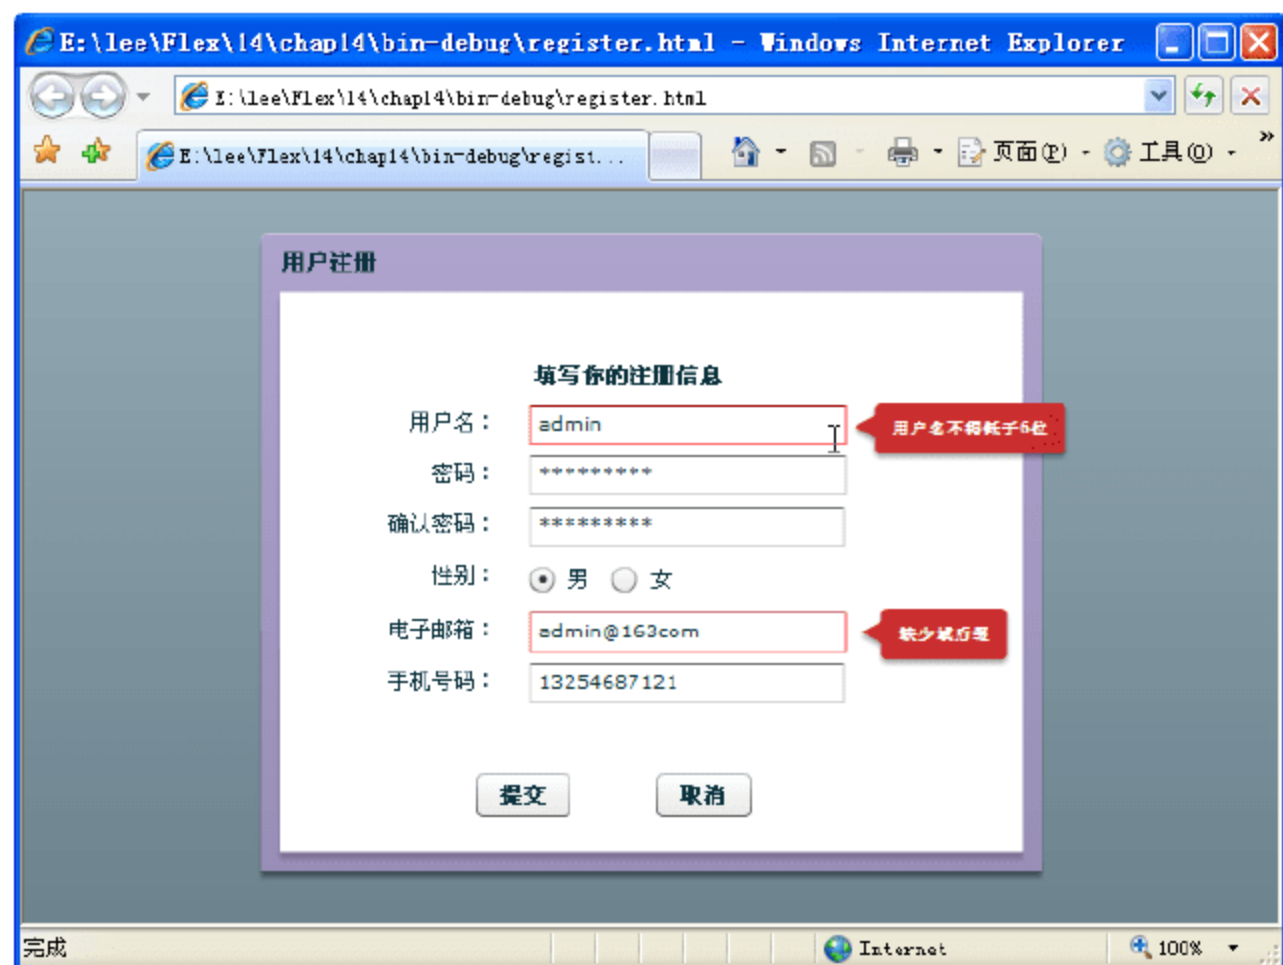 E:\lee\Flex\14\chap14\bin-debug\register.html - Windows Internet Explorer
E:\lee\Flex\14\chap14\bin-debug\register.html
E:\lee\Flex\14\chap14\bin-debug\regist...
页面(P)
工具(O)
»
用户注册
填写你的注册信息
用户名：
admin
用户名不得低于6位
密码：
*********
确认密码：
*********
性别：
男
女
电子邮箱：
admin@163com
缺少域后缀
手机号码：
13254687121
提交
取消
完成
Internet
100%